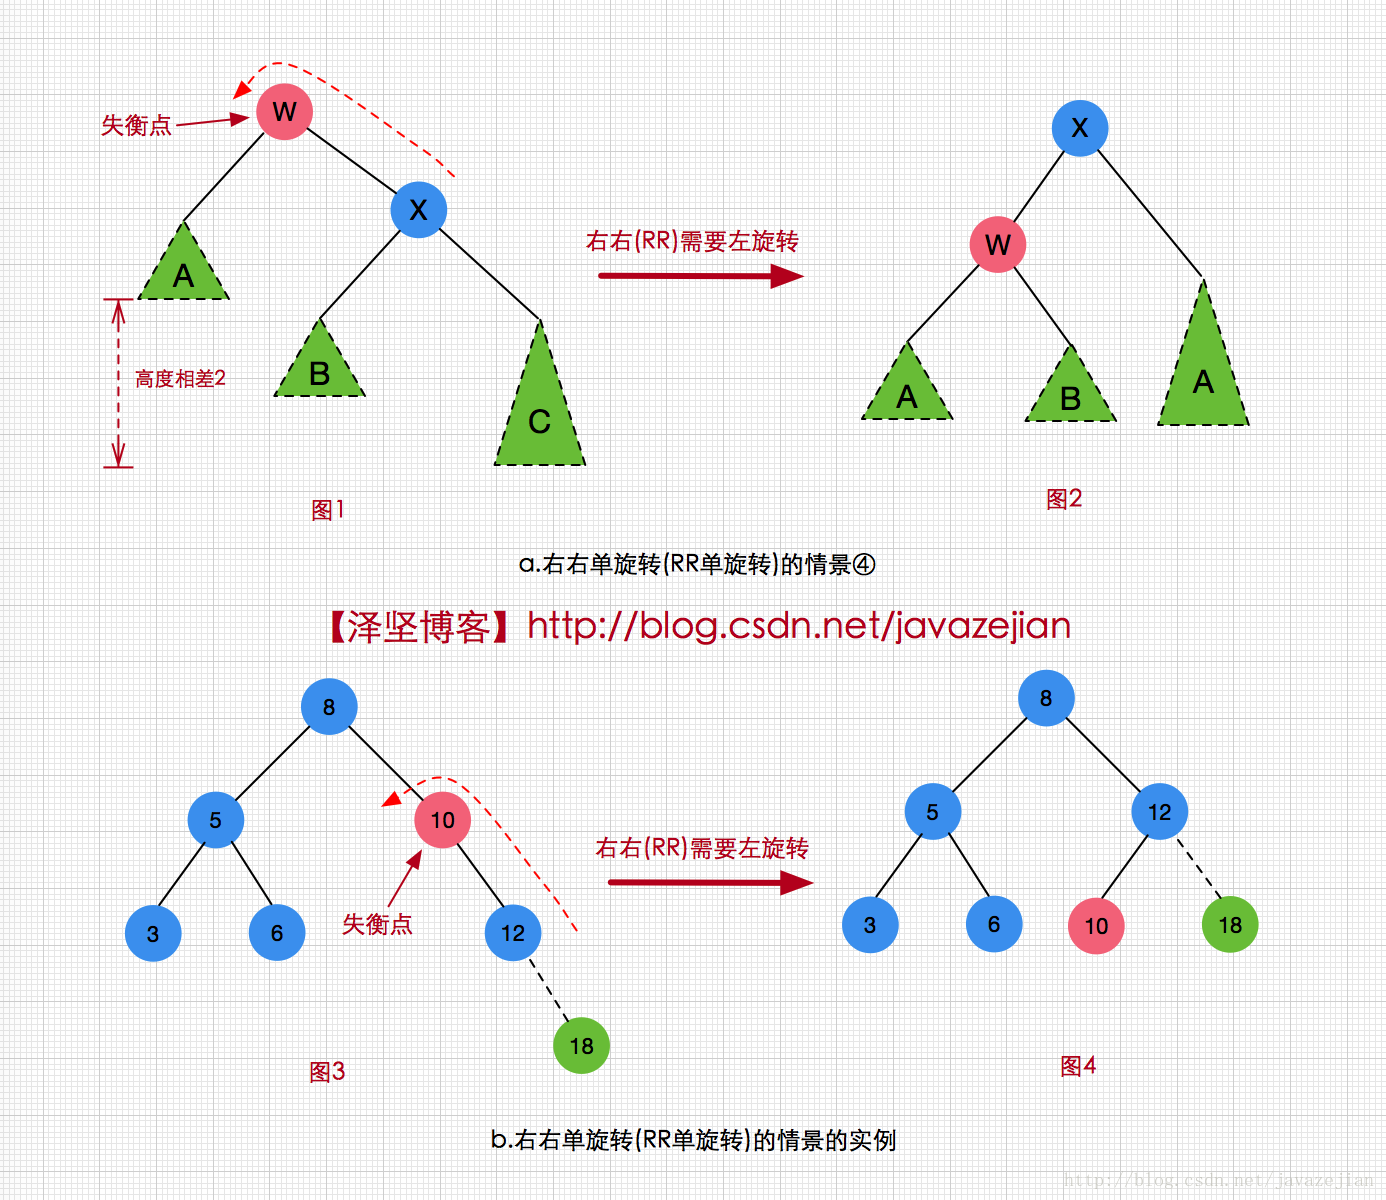 W
失衡点
X
A
B
C
高度相差2
图1
右右(RR)需要左旋转
X
W
A
B
A
图2
a.右右单旋转(RR单旋转)的情景④
【泽坚博客】http://blog.csdn.net/javazejian
8
5
10
3
6
失衡点
12
18
图3
右右(RR)需要左旋转
8
5
12
3
6
10
18
图4
b.右右单旋转(RR单旋转)的情景的实例
http://blog.csdn.net/javazejian